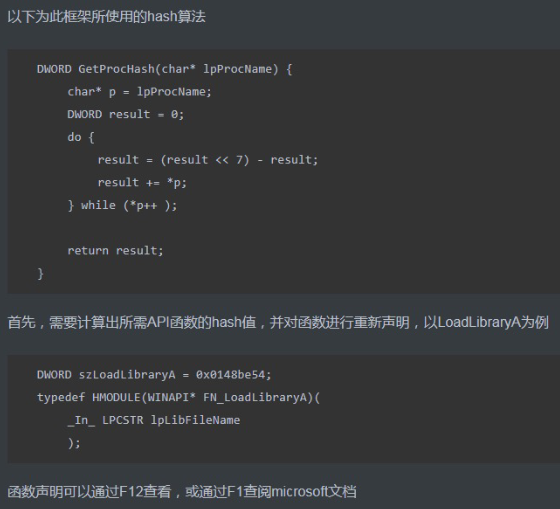 以下为此框架所使用的hash算法
DWORD GetProcHash(char* lpProcName) {
char* p = lpProcName;
DWORD result = 0;
do {
result = (result << 7) - result;
result += *p;
} while (*p++ );
return result;
}
首先，需要计算出所需API函数的hash值，并对函数进行重新声明，以LoadLibraryA为例
DWORD szLoadLibraryA = 0x0148be54;
typedef HMODULE(WINAPI* FN_LoadLibraryA)(
_In_ LPCSTR lpLibFileName
);
函数声明可以通过F12查看，或通过F1查阅microsoft文档